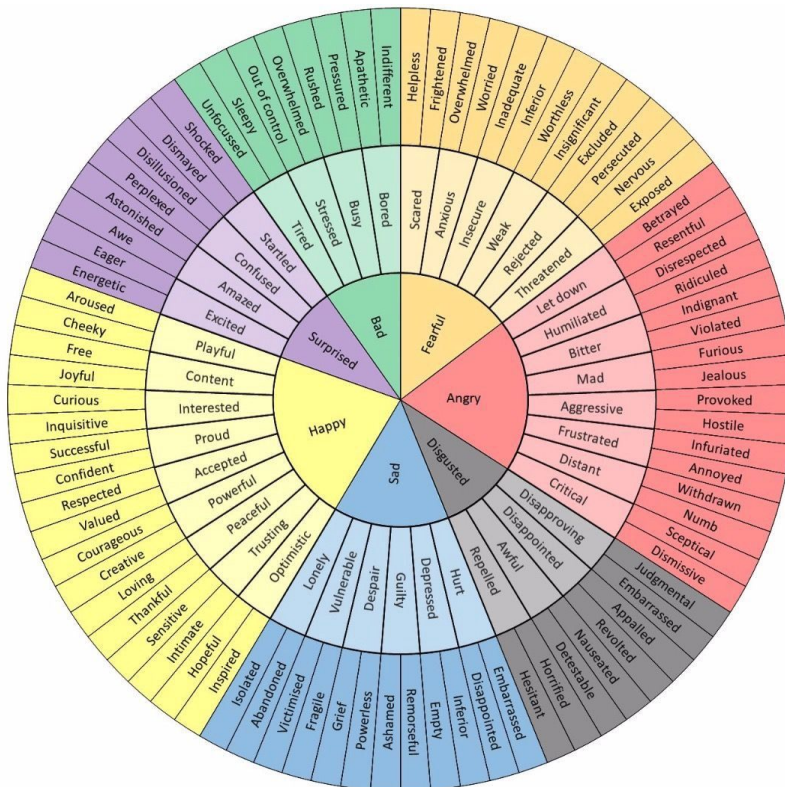 Bad
Fearful
Angry
Disgusted
Sad
Happy
Surprised
Tired
Stressed
Busy
Bored
Scared
Anxious
Insecure
Weak
Rejected
Threatened
Let down
Humiliated
Bitter
Mad
Aggressive
Frustrated
Distant
Critical
Disapproving
Disappointed
Awful
Repelled
Hurt
Depressed
Guilty
Despair
Vulnerable
Lonely
Optimistic
Trusting
Peaceful
Powerful
Accepted
Proud
Interested
Content
Playful
Excited
Amazed
Confused
Startled
Unfocussed
Sleepy
Out of control
Overwhelmed
Rushed
Pressured
Apathetic
Indifferent
Helpless
Frightened
Overwhelmed
Worried
Inadequate
Inferior
Worthless
Insignificant
Excluded
Persecuted
Nervous
Exposed
Betrayed
Resentful
Disrespected
Ridiculed
Indignant
Violated
Furious
Jealous
Provoked
Hostile
Infuriated
Annoyed
Withdrawn
Numb
Sceptical
Dismissive
Judgmental
Embarrassed
Appalled
Revolted
Nauseated
Detestable
Horrified
Hesitant
Embarrassed
Disappointed
Inferior
Empty
Remorseful
Ashamed
Powerless
Grief
Fragile
Victimised
Abandoned
Isolated
Inspired
Hopeful
Intimate
Sensitive
Thankful
Loving
Creative
Courageous
Valued
Respected
Confident
Successful
Inquisitive
Curious
Joyful
Free
Cheeky
Aroused
Energetic
Eager
Awe
Astonished
Perplexed
Disillusioned
Dismayed
Shocked